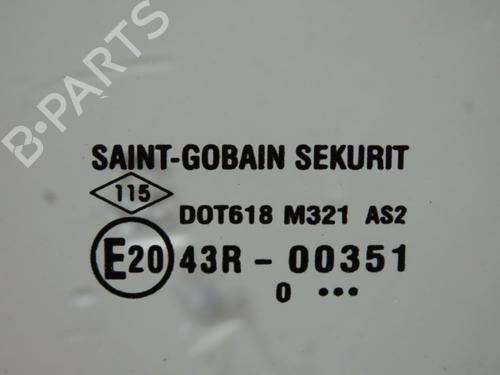 B-PARTS
SAINT-GOBAIN SEKURIT
115
DOT618 M321 AS2
E20 43R - 00351
0 •••